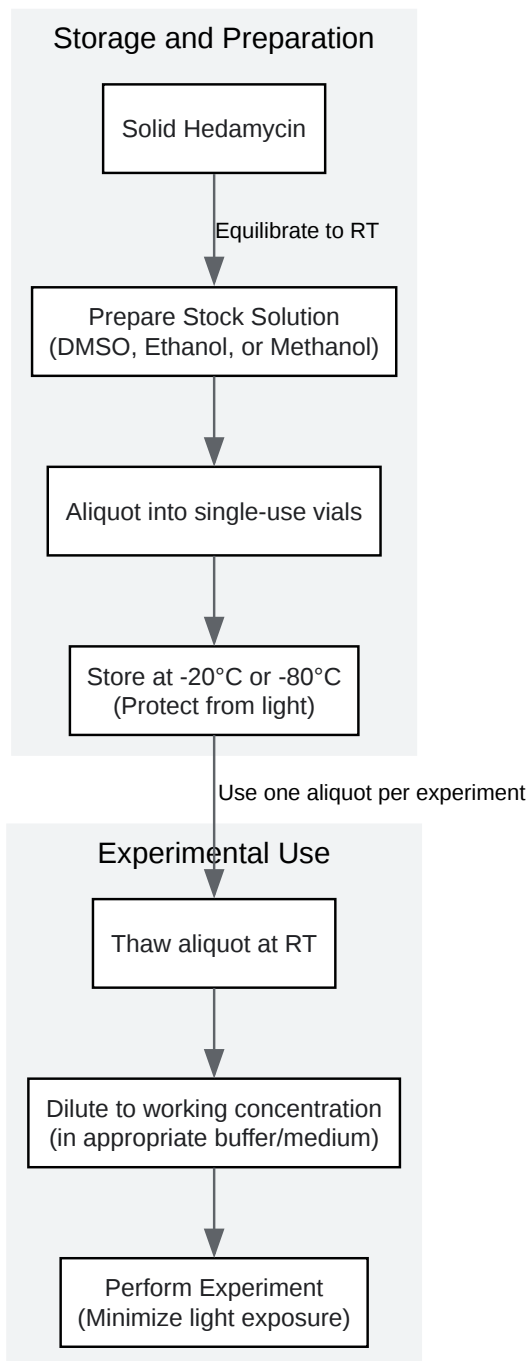 Storage and Preparation
Solid Hedamycin
Equilibrate to RT
Prepare Stock Solution
(DMSO, Ethanol, or Methanol)
Aliquot into single-use vials
Store at -20°C or -80°C
(Protect from light)
Use one aliquot per experiment
Experimental Use
Thaw aliquot at RT
Dilute to working concentration
(in appropriate buffer/medium)
Perform Experiment
(Minimize light exposure)